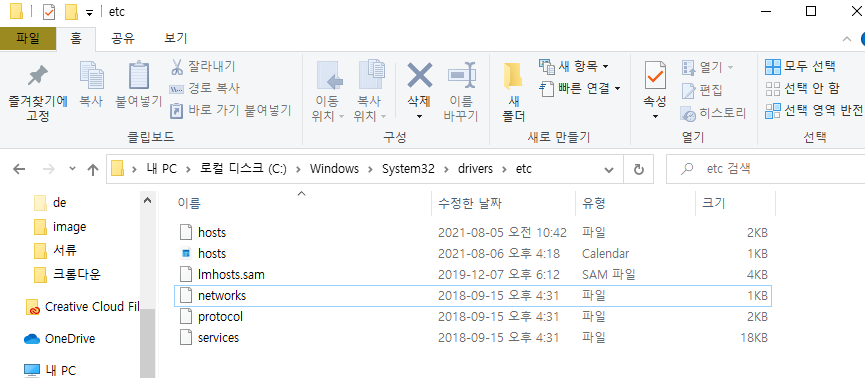 etc
파일 홈 공유 보기
즐겨찾기에 고정
복사
붙여넣기
잘라내기
경로 복사
바로 가기 붙여넣기
클립보드
이동 위치
복사 위치
삭제
이름 바꾸기
구성
새 폴더
새 항목
빠른 연결
새로 만들기
속성
열기
편집
히스토리
열기
모두 선택
선택 안 함
선택 영역 반전
선택
내 PC > 로컬 디스크 (C:) > Windows > System32 > drivers > etc
etc 검색
de
image
서류
크롬다운
Creative Cloud Fil
OneDrive
내 PC
이름 수정한 날짜 유형 크기
hosts 2021-08-05 오전 10:42 파일 2KB
hosts 2021-08-06 오후 4:18 Calendar 1KB
lmhosts.sam 2019-12-07 오후 6:12 SAM 파일 4KB
networks 2018-09-15 오후 4:31 파일 1KB
protocol 2018-09-15 오후 4:31 파일 2KB
services 2018-09-15 오후 4:31 파일 18KB